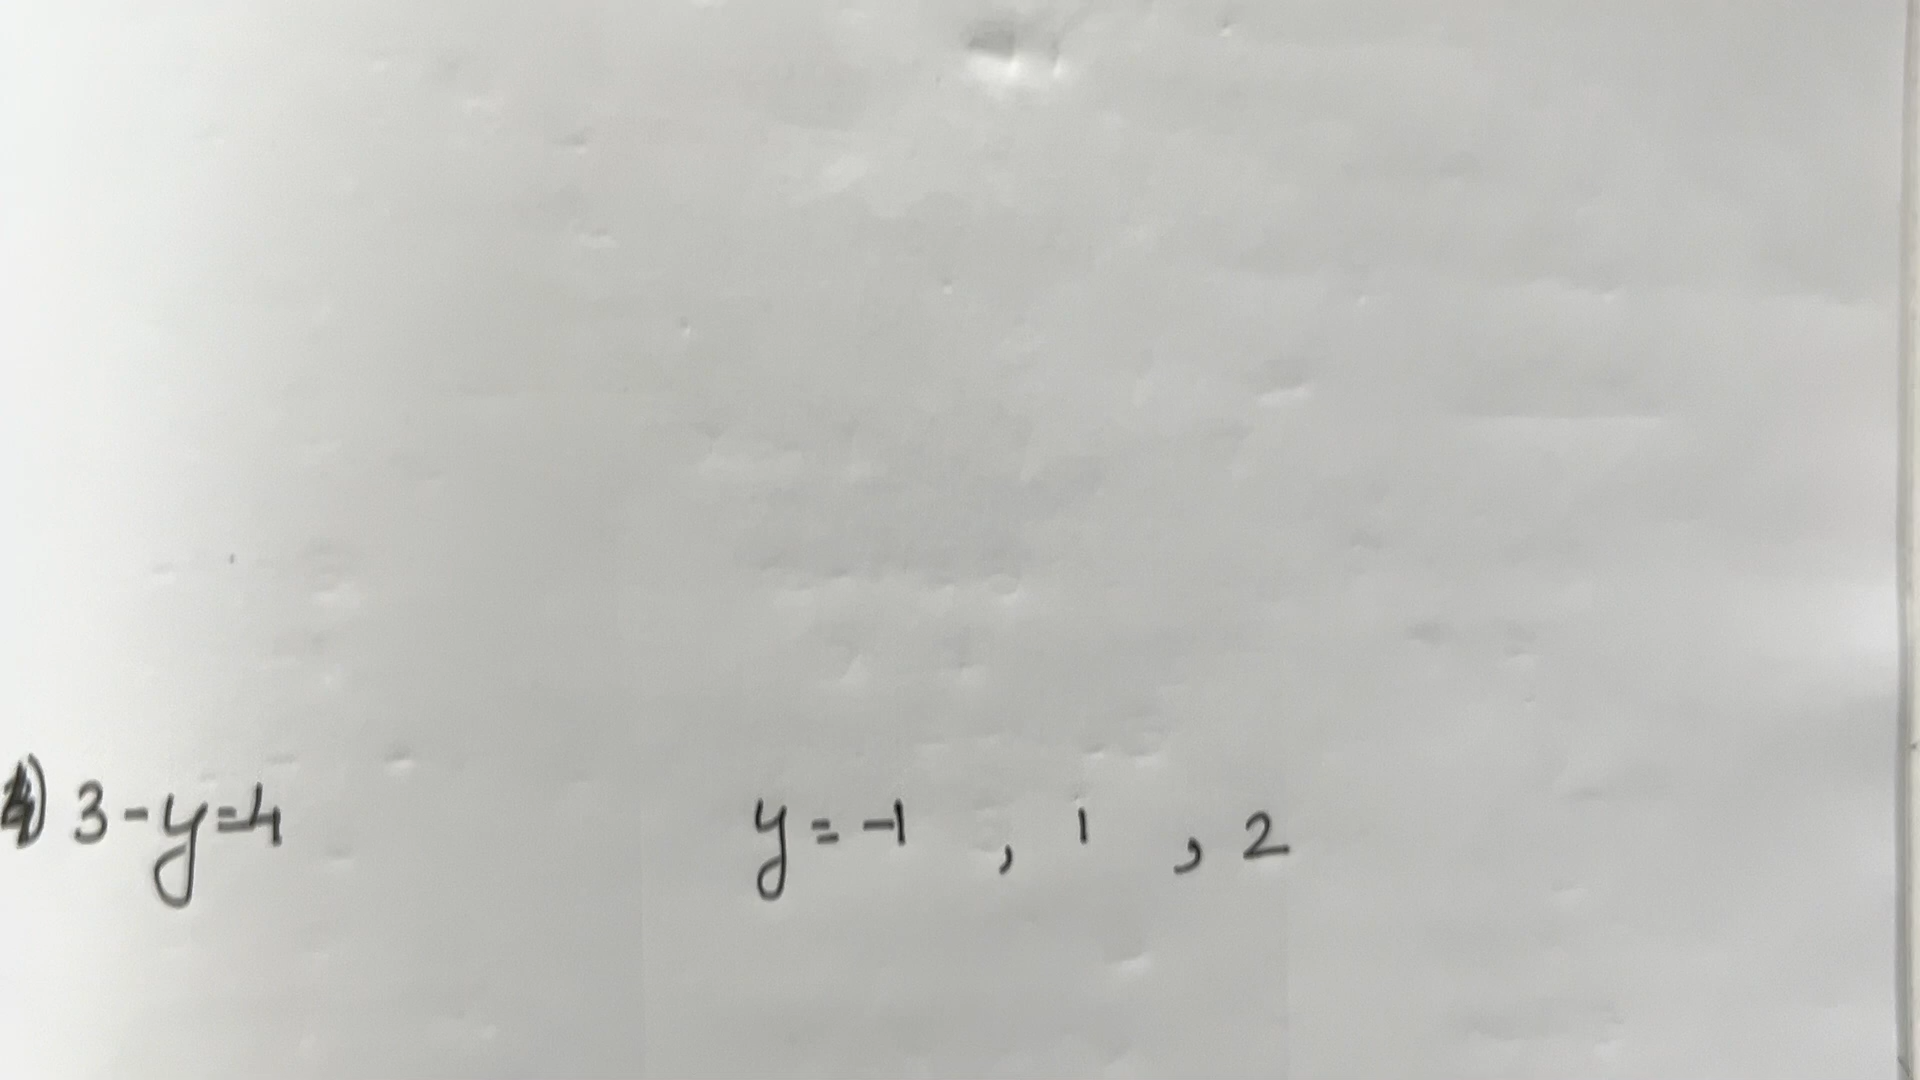 4) 3-y=4 y=-1 , 1 , 2